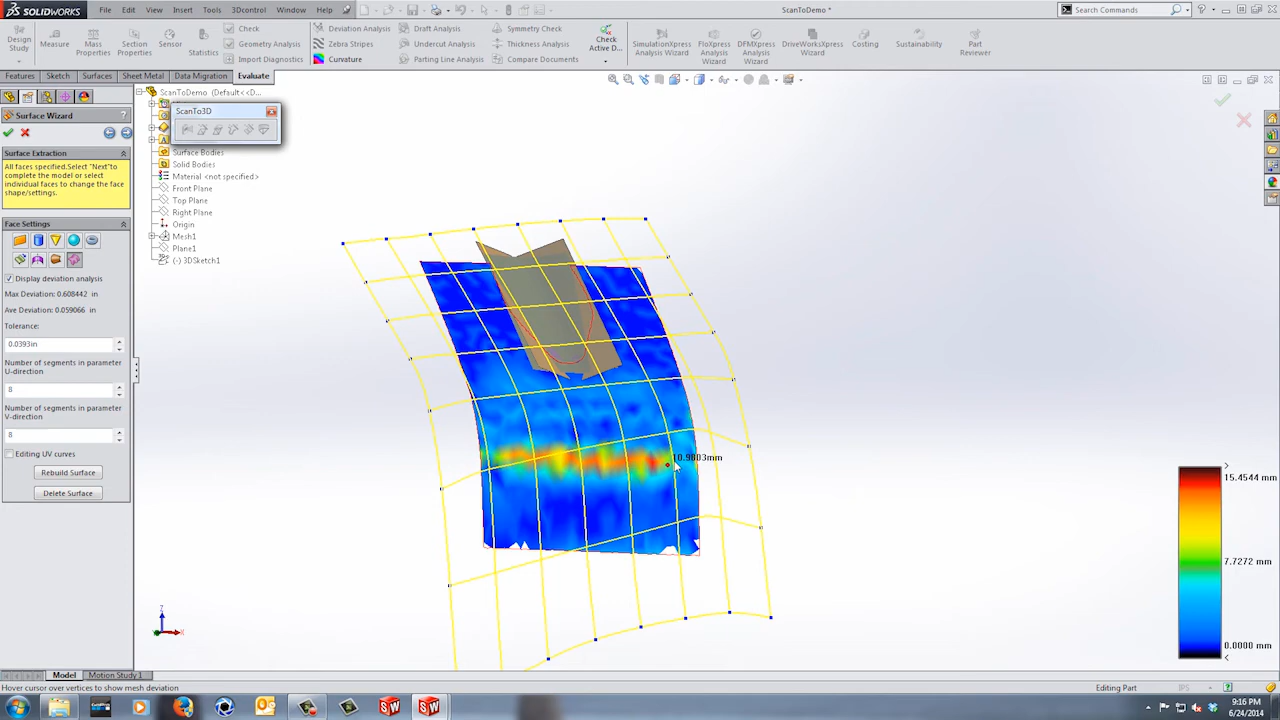 SOLIDWORKS File Edit View Insert Tools 3Dcontrol Window Help ScanToDemo * Search Commands
Design Study Measure Mass Properties Section Properties Sensor Statistics
Check Geometry Analysis Import Diagnostics
Deviation Analysis Zebra Stripes Curvature
Draft Analysis Undercut Analysis Parting Line Analysis
Symmetry Check Thickness Analysis Compare Documents
Check Active D... SimulationXpress Analysis Wizard FloXpress Analysis Wizard DFMXpress Analysis Wizard DriveWorksXpress Wizard Costing Sustainability Part Reviewer
Features Sketch Surfaces Sheet Metal Data Migration Evaluate
ScanToDemo (Default<<D...
ScanTo3D
Surface Bodies
Solid Bodies
Material <not specified>
Front Plane
Top Plane
Right Plane
Origin
Mesh1
Plane1
(-) 3DSketch1
Surface Wizard ?
Surface Extraction
All faces specified.Select "Next"to
complete the model or select
individual faces to change the face
shape/settings.
Face Settings
Display deviation analysis
Max Deviation: 0.608442 in
Ave Deviation: 0.059066 in
Tolerance:
0.0393in
Number of segments in parameter
U-direction
8
Number of segments in parameter
V-direction
8
Editing UV curves
Rebuild Surface
Delete Surface
10.9803mm
15.4544 mm
7.7272 mm
0.0000 mm
Z
Model Motion Study 1
Hover cursor over vertices to show mesh deviation Editing Part IPS
9:16 PM
6/24/2014